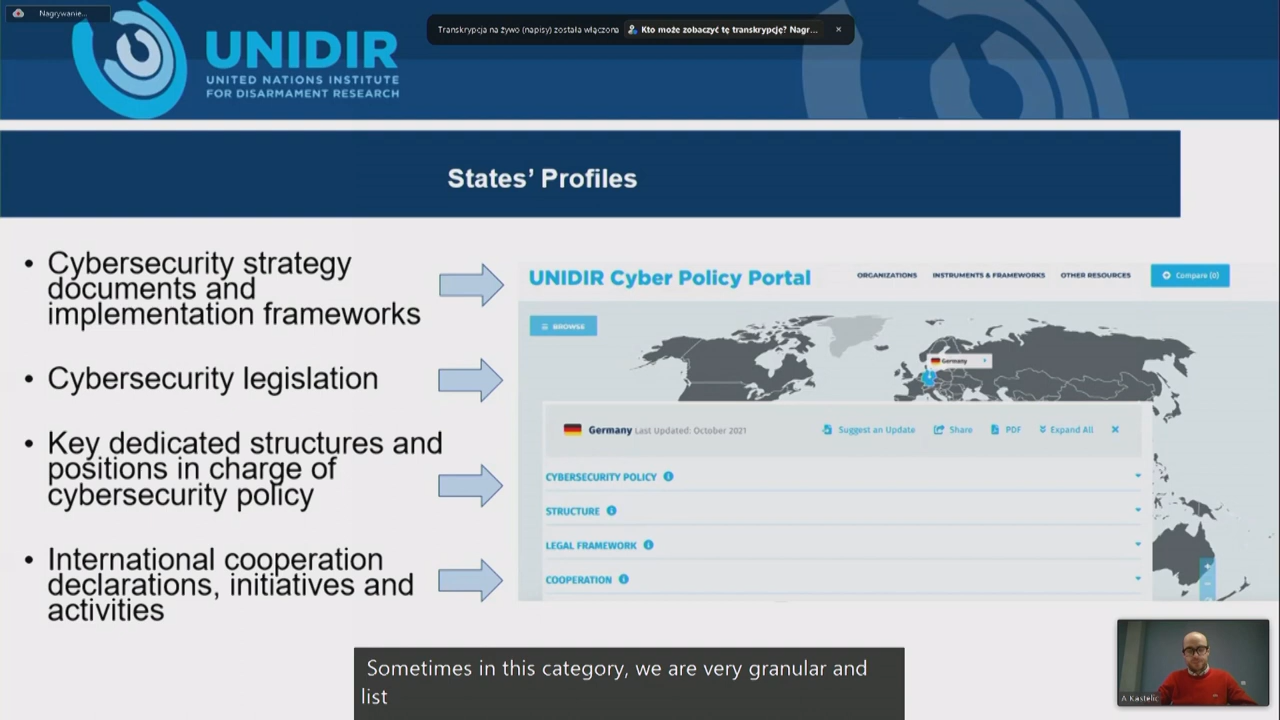 Nagrywanie...
Transkrypcja na żywo (napisy) została włączona Kto może zobaczyć tę transkrypcję? Nagr...
UNIDIR
UNITED NATIONS INSTITUTE
FOR DISARMAMENT RESEARCH
States’ Profiles
• Cybersecurity strategy
documents and
implementation frameworks
• Cybersecurity legislation
• Key dedicated structures and
positions in charge of
cybersecurity policy
• International cooperation
declarations, initiatives and
activities
UNIDIR Cyber Policy Portal
ORGANIZATIONS INSTRUMENTS & FRAMEWORKS OTHER RESOURCES Compare (0)
BROWSE
Germany
Germany Last Updated: October 2021 Suggest an Update Share PDF Expand All
CYBERSECURITY POLICY
STRUCTURE
LEGAL FRAMEWORK
COOPERATION
Sometimes in this category, we are very granular and
list
A Kastelic